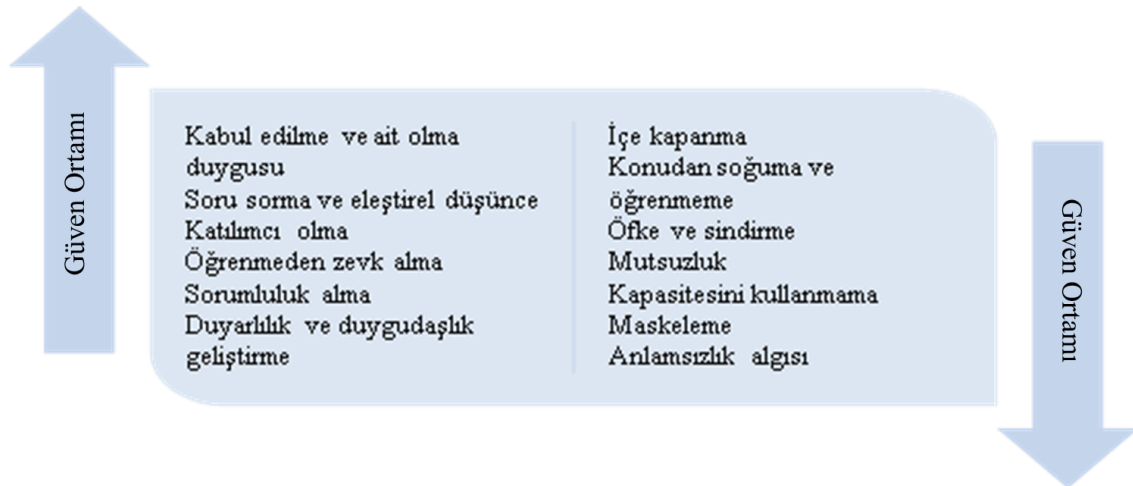 Güven Ortamı
Kabul edilme ve ait olma
duygusu
Soru sorma ve eleştirel düşünce
Katılımcı olma
Öğrenmeden zevk alma
Sorumluluk alma
Duyarlılık ve duygudaşlık
geliştirme
İçe kapanma
Konudan soğuma ve
öğrenmeme
Öfke ve sindirme
Mutsuzluk
Kapasitesini kullanmama
Maskeleme
Anlamsızlık algısı
Güven Ortamı